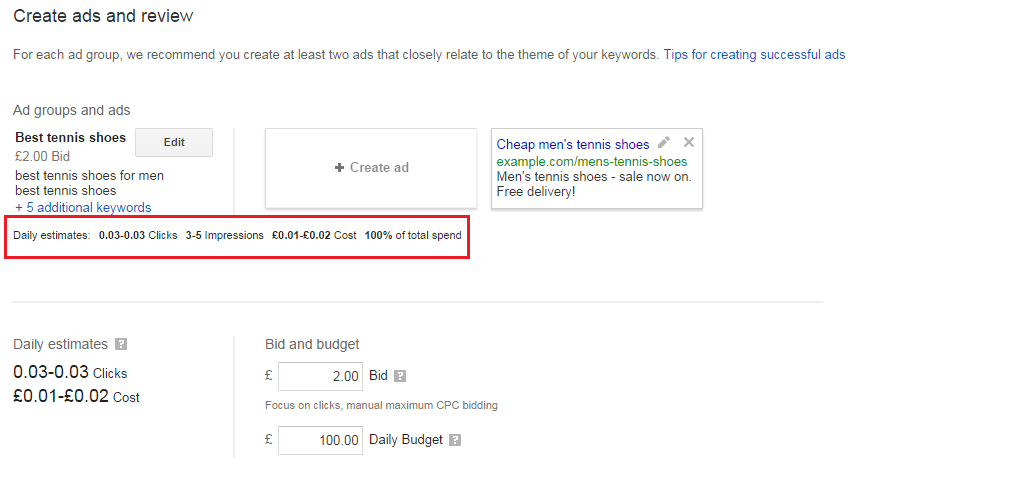 Create ads and review
For each ad group, we recommend you create at least two ads that closely relate to the theme of your keywords. Tips for creating successful ads
Ad groups and ads
Best tennis shoes
Edit
£2.00 Bid
best tennis shoes for men
best tennis shoes
+ 5 additional keywords
+ Create ad
Cheap men's tennis shoes
example.com/mens-tennis-shoes
Men's tennis shoes - sale now on.
Free delivery!
Daily estimates: 0.03-0.03 Clicks 3-5 Impressions £0.01-£0.02 Cost 100% of total spend
Daily estimates ?
0.03-0.03 Clicks
£0.01-£0.02 Cost
Bid and budget
£ 2.00 Bid ?
Focus on clicks, manual maximum CPC bidding
£ 100.00 Daily Budget ?